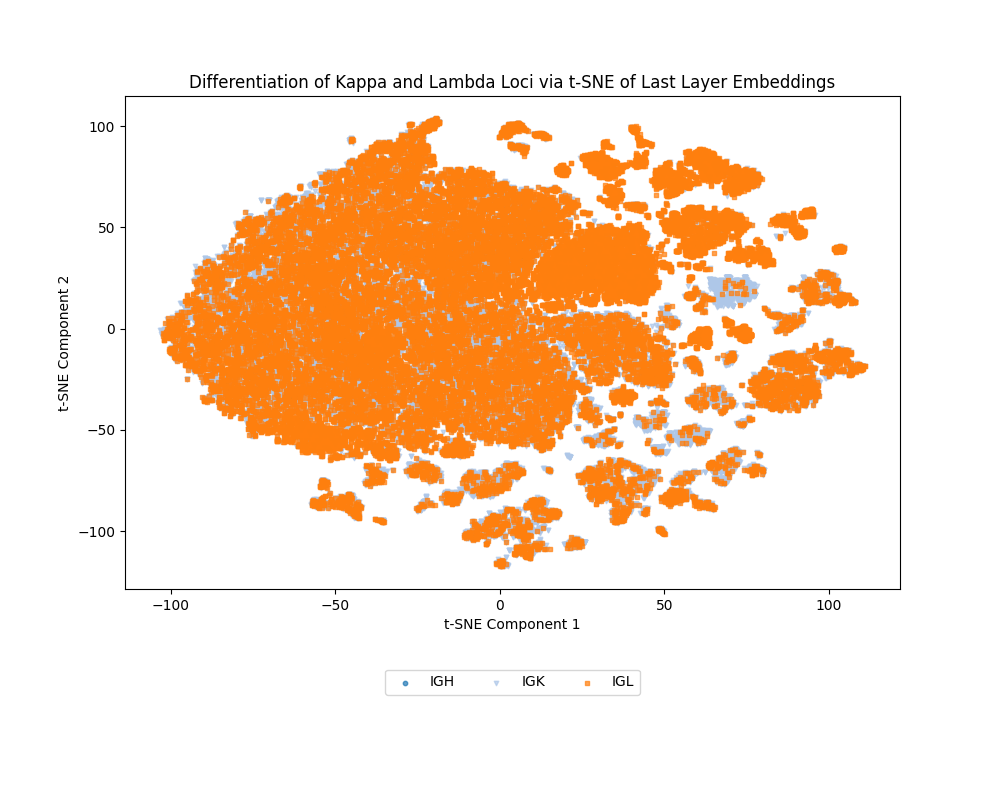 Differentiation of Kappa and Lambda Loci via t-SNE of Last Layer Embeddings
100
50
0
−50
−100
t-SNE Component 2
−100
−50
0
50
100
t-SNE Component 1
IGH
IGK
IGL